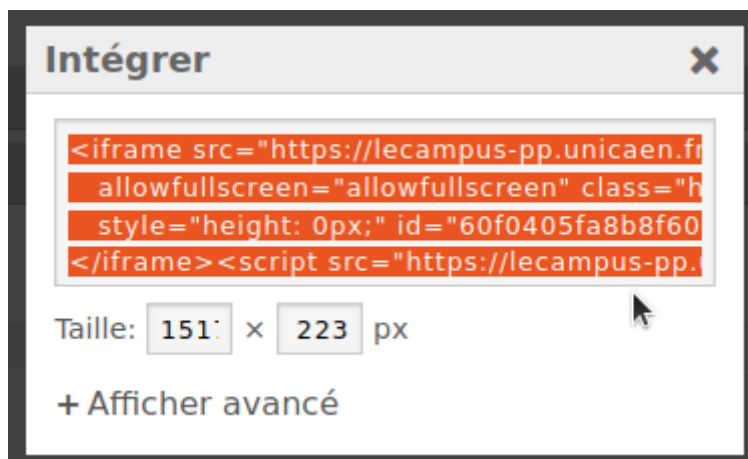 Intégrer
<iframe src="https://lecampus-pp.unicaen.fr
allowfullscreen="allowfullscreen" class="h
style="height: 0px;" id="60f0405fa8b8f60
</iframe><script src="https://lecampus-pp.
Taille: 151 × 223 px
+ Afficher avancé